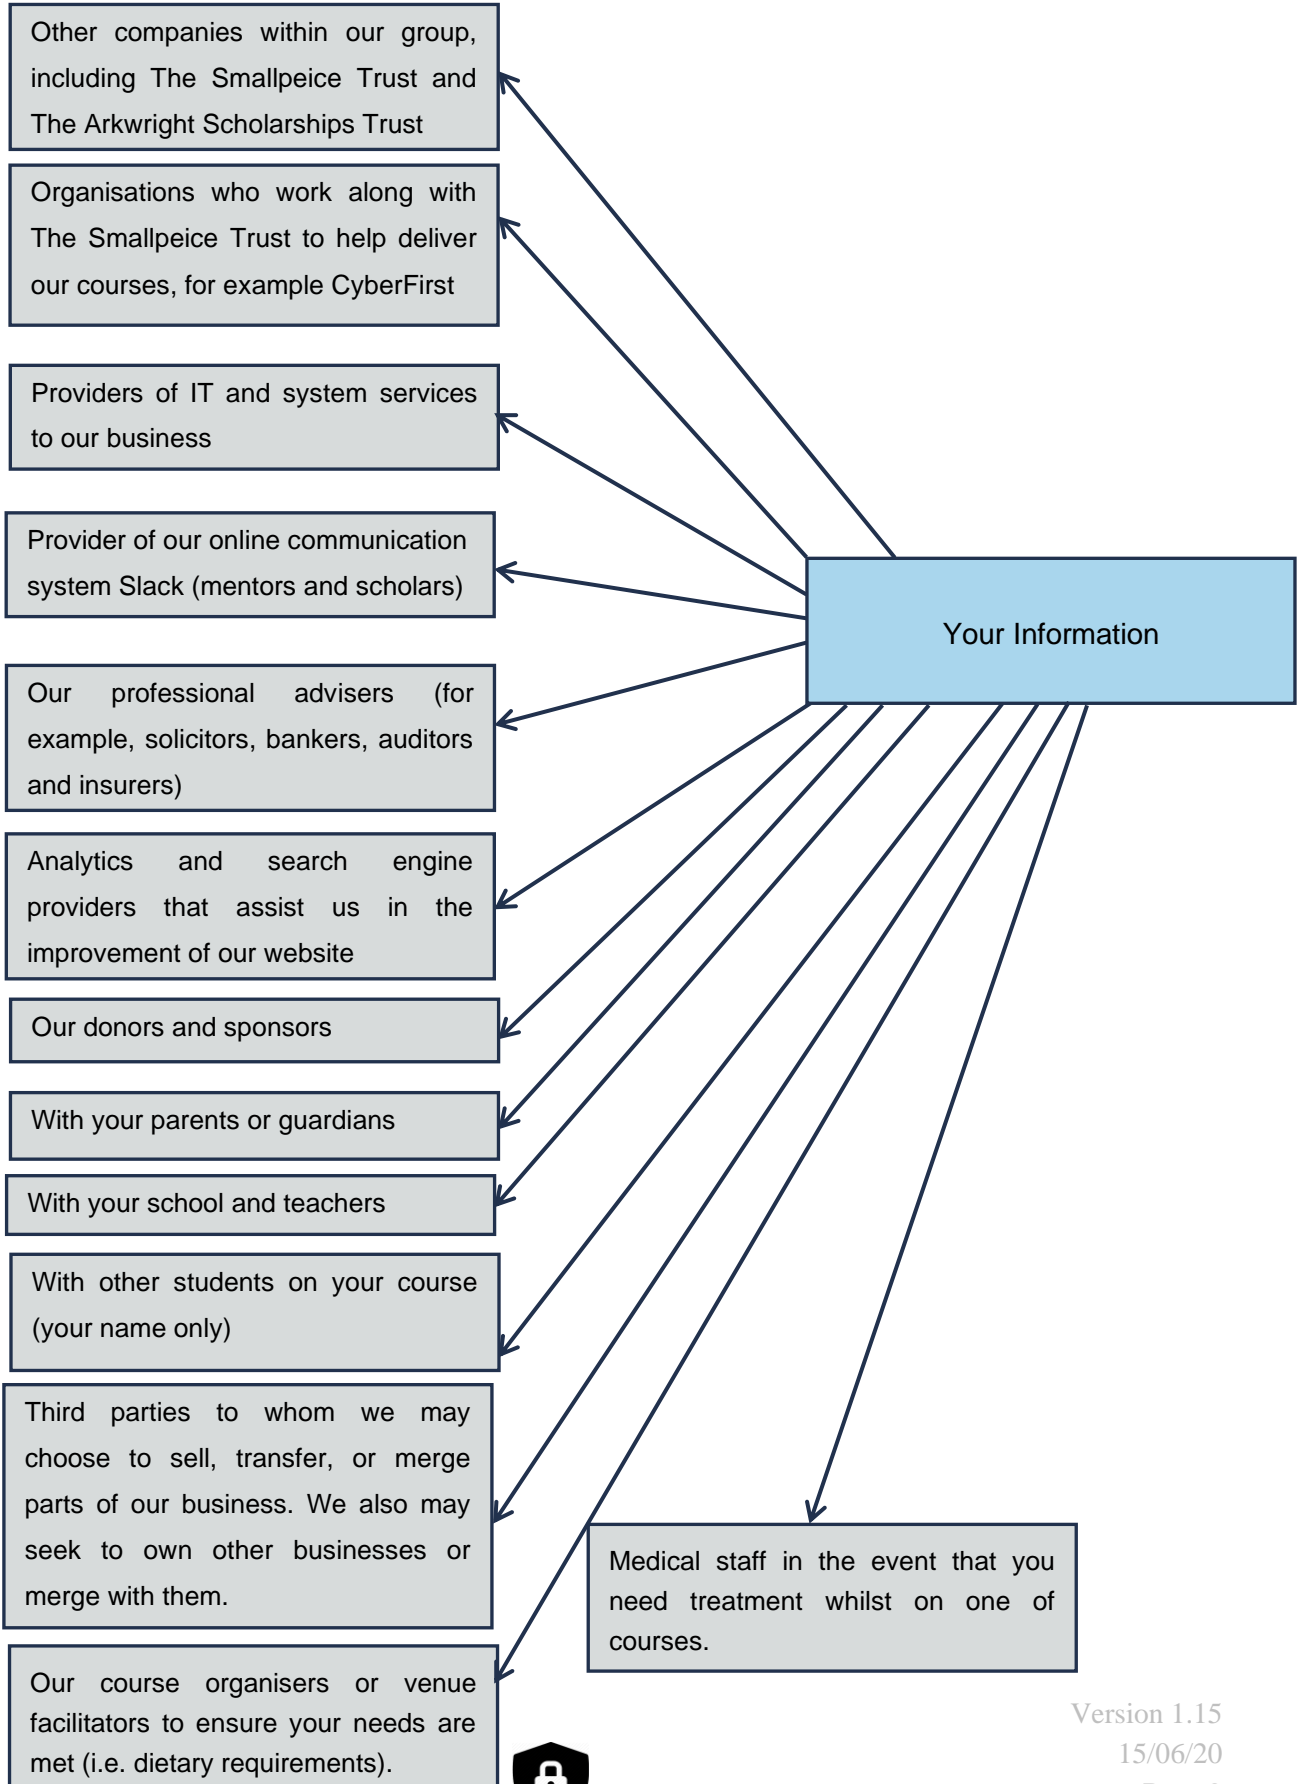 Other companies within our group,
including The Smallpeice Trust and
The Arkwright Scholarships Trust
Organisations who work along with
The Smallpeice Trust to help deliver
our courses, for example CyberFirst
Providers of IT and system services
to our business
Provider of our online communication
system Slack (mentors and scholars)
Your Information
Our professional advisers (for
example, solicitors, bankers, auditors
and insurers)
Analytics and search engine
providers that assist us in the
improvement of our website
Our donors and sponsors
With your parents or guardians
With your school and teachers
With other students on your course
(your name only)
Third parties to whom we may
choose to sell, transfer, or merge
parts of our business. We also may
seek to own other businesses or
merge with them.
Medical staff in the event that you
need treatment whilst on one of
courses.
Our course organisers or venue
facilitators to ensure your needs are
met (i.e. dietary requirements).
Version 1.15
15/06/20